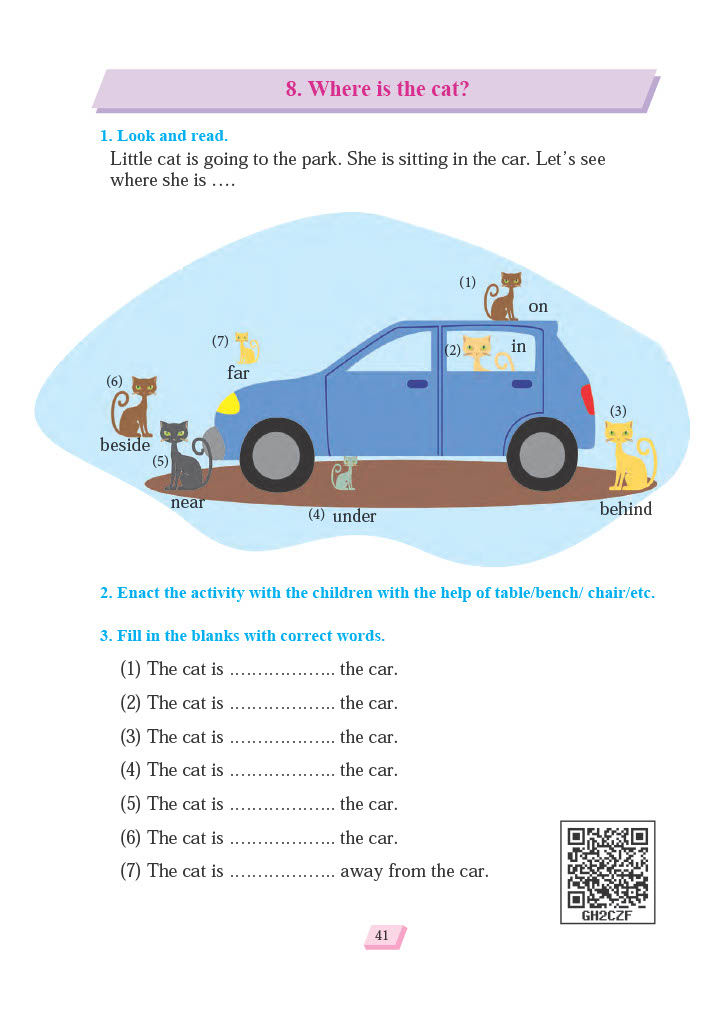 8. Where is the cat?
1. Look and read.
Little cat is going to the park. She is sitting in the car. Let's see
where she is ....
(1)
on
(7)
far
(2)
in
(6)
beside
(3)
behind
(5)
near
(4) under
2. Enact the activity with the children with the help of table/bench/ chair/etc.
3. Fill in the blanks with correct words.
(1) The cat is ................... the car.
(2) The cat is ................... the car.
(3) The cat is ................... the car.
(4) The cat is ................... the car.
(5) The cat is ................... the car.
(6) The cat is ................... the car.
(7) The cat is ................... away from the car.
GH2CZF
41